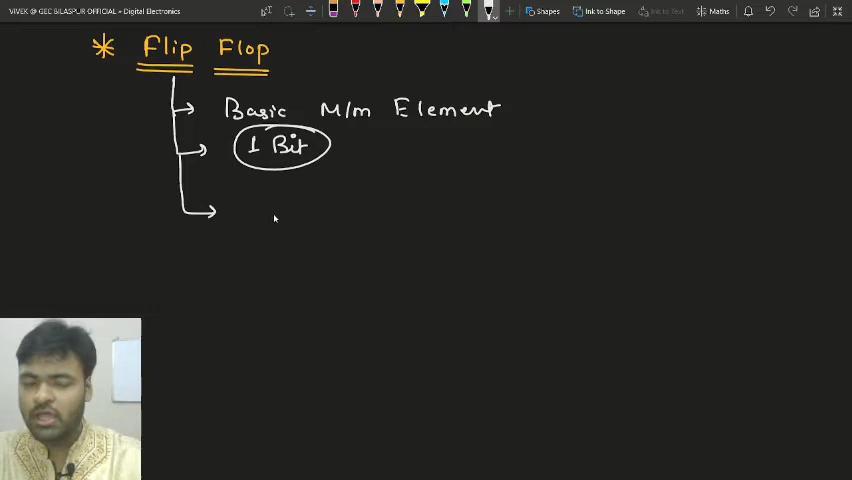 VIVEK @ GEC BILASPUR OFFICIAL » Digital Electronics
Shapes
Ink to Shape
Ink to Text
Maths
* Flip Flop
Basic M/m Element
1 Bit